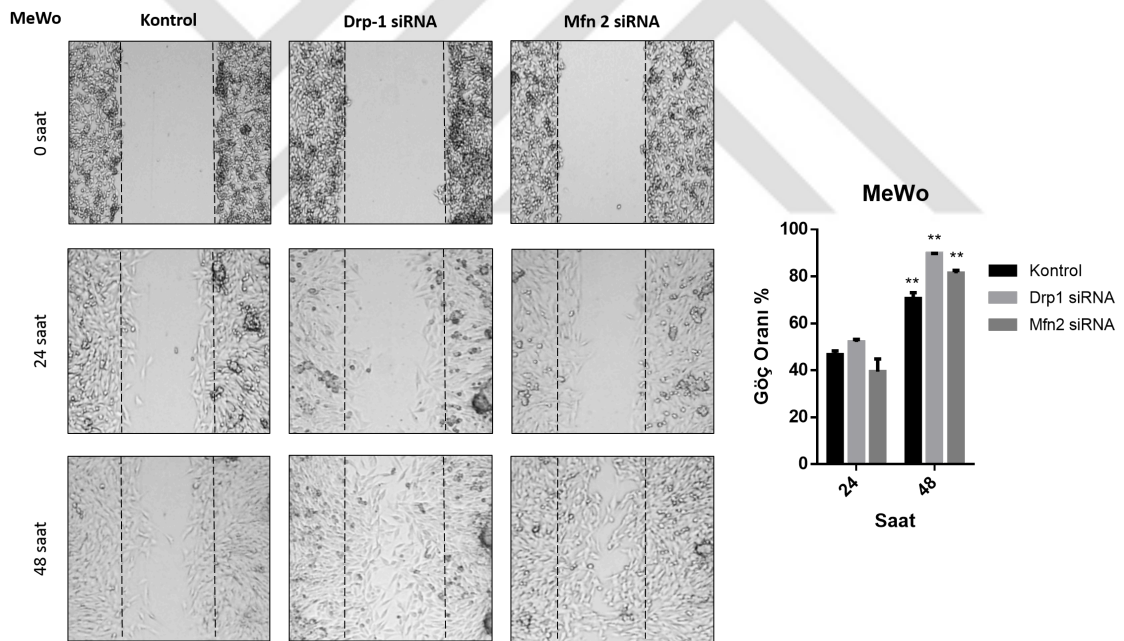 MeWo
Kontrol
Drp-1 siRNA
Mfn 2 siRNA
0 saat
24 saat
48 saat
MeWo
Göç Oranı %
100
80
60
40
20
0
**
**
**
24
48
Saat
Kontrol
Drp1 siRNA
Mfn2 siRNA